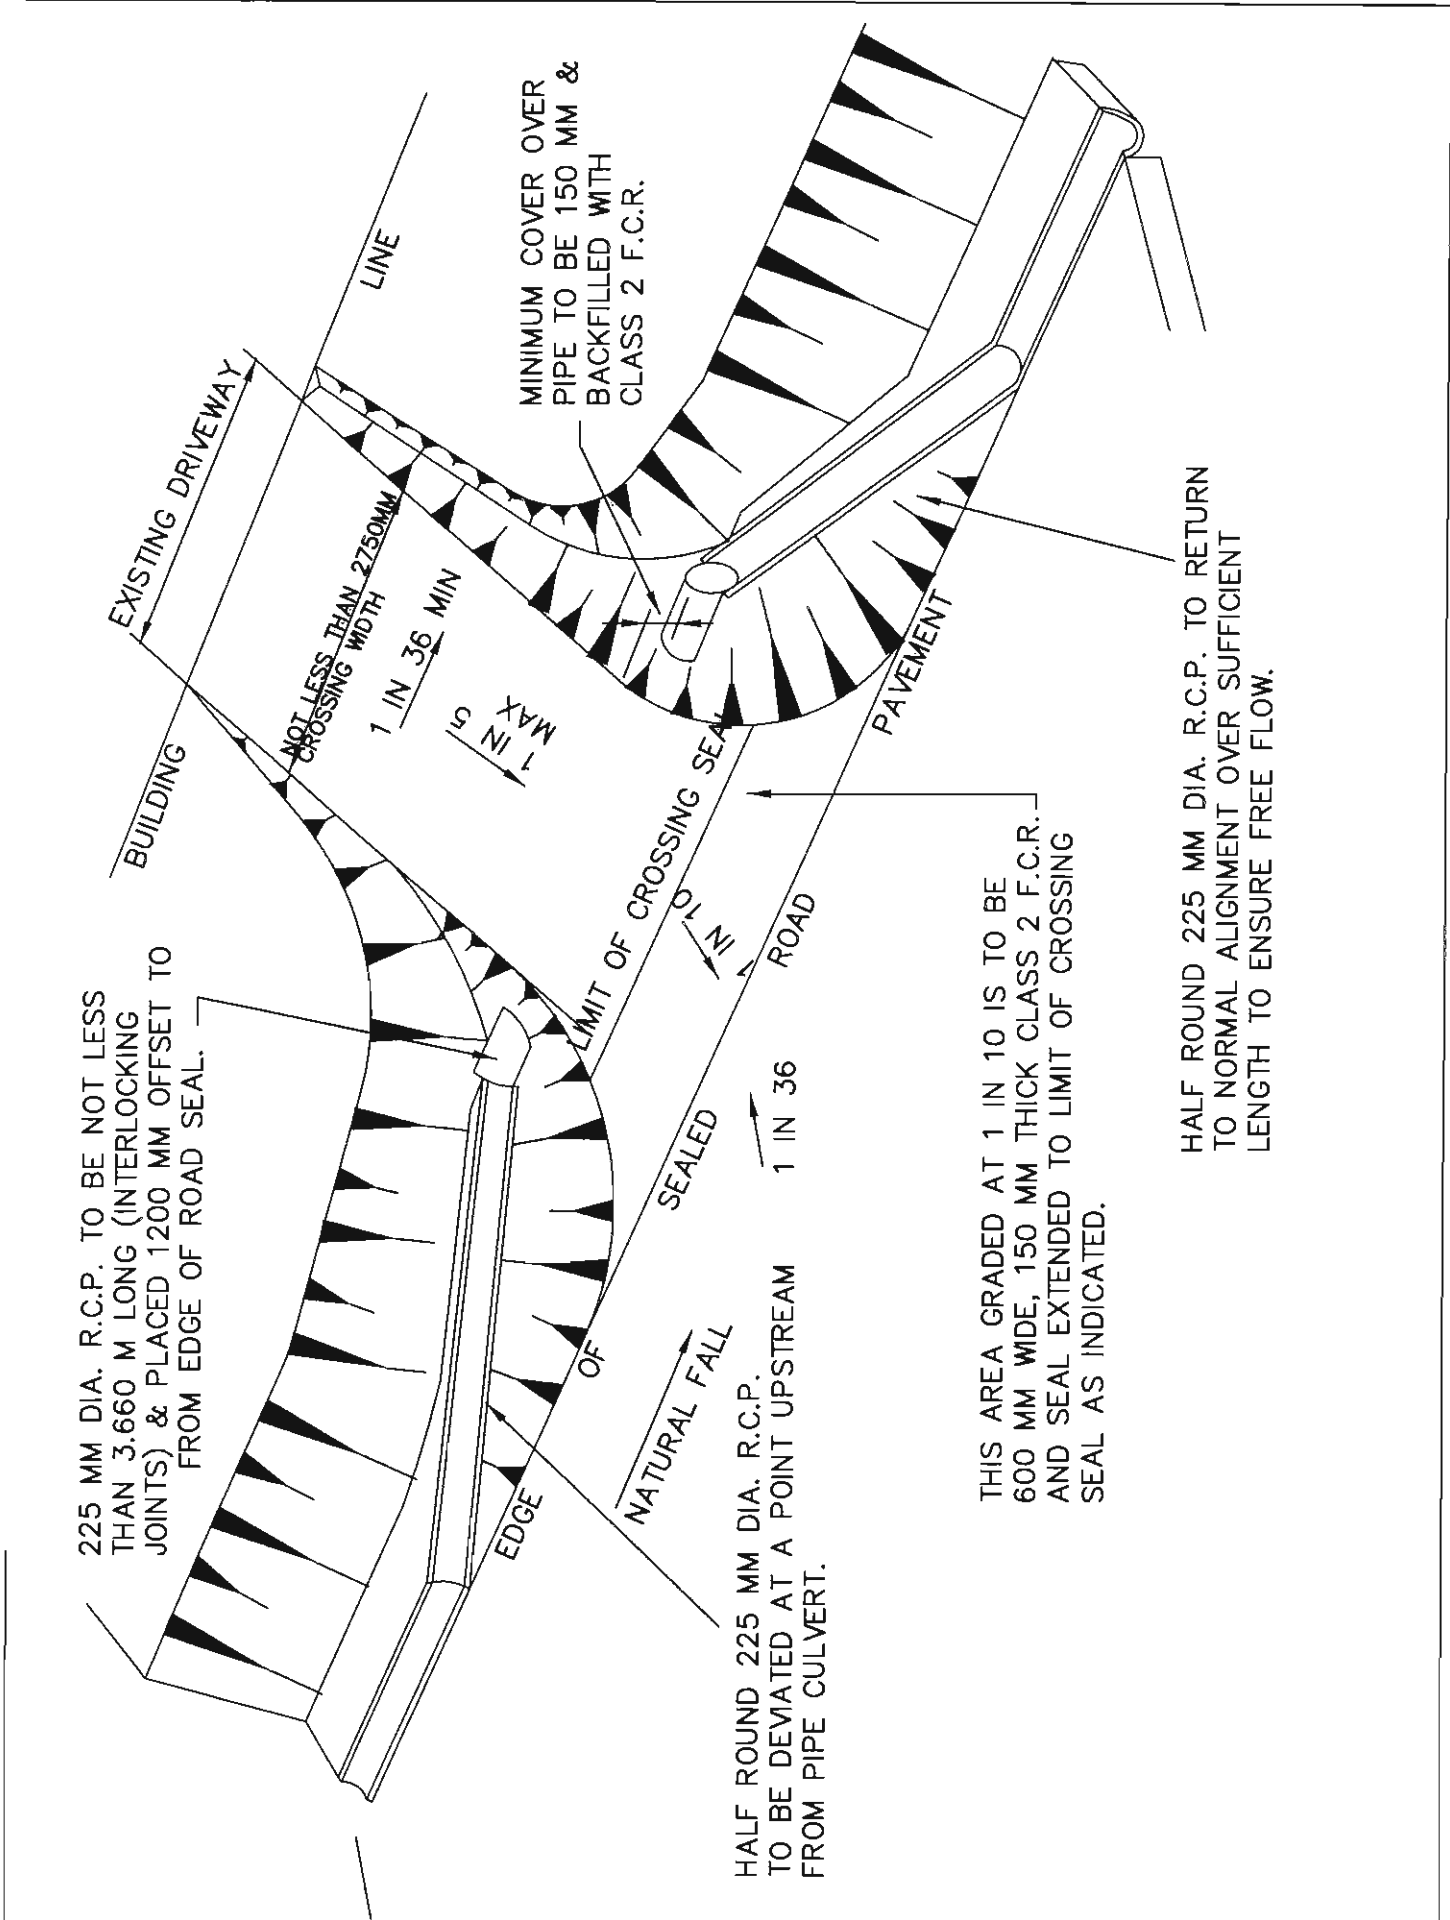 225 MM DIA. R.C.P. TO BE NOT LESS
THAN 3.660 M LONG (INTERLOCKING
JOINTS) & PLACED 1200 MM OFFSET TO
FROM EDGE OF ROAD SEAL.
EXISTING DRIVEWAY
BUILDING
LINE
MINIMUM COVER OVER
PIPE TO BE 150 MM &
BACKFILLED WITH
CLASS 2 F.C.R.
NOT LESS THAN 2750MM
CROSSING WIDTH
1 IN 36 MIN
1 IN 5
MAX
LIMIT OF CROSSING SEAL
1 IN 10
EDGE
OF
SEALED
ROAD
PAVEMENT
1 IN 36
NATURAL FALL
HALF ROUND 225 MM DIA. R.C.P.
TO BE DEVIATED AT A POINT UPSTREAM
FROM PIPE CULVERT.
THIS AREA GRADED AT 1 IN 10 IS TO BE
600 MM WIDE, 150 MM THICK CLASS 2 F.C.R.
AND SEAL EXTENDED TO LIMIT OF CROSSING
SEAL AS INDICATED.
HALF ROUND 225 MM DIA. R.C.P. TO RETURN
TO NORMAL ALIGNMENT OVER SUFFICIENT
LENGTH TO ENSURE FREE FLOW.